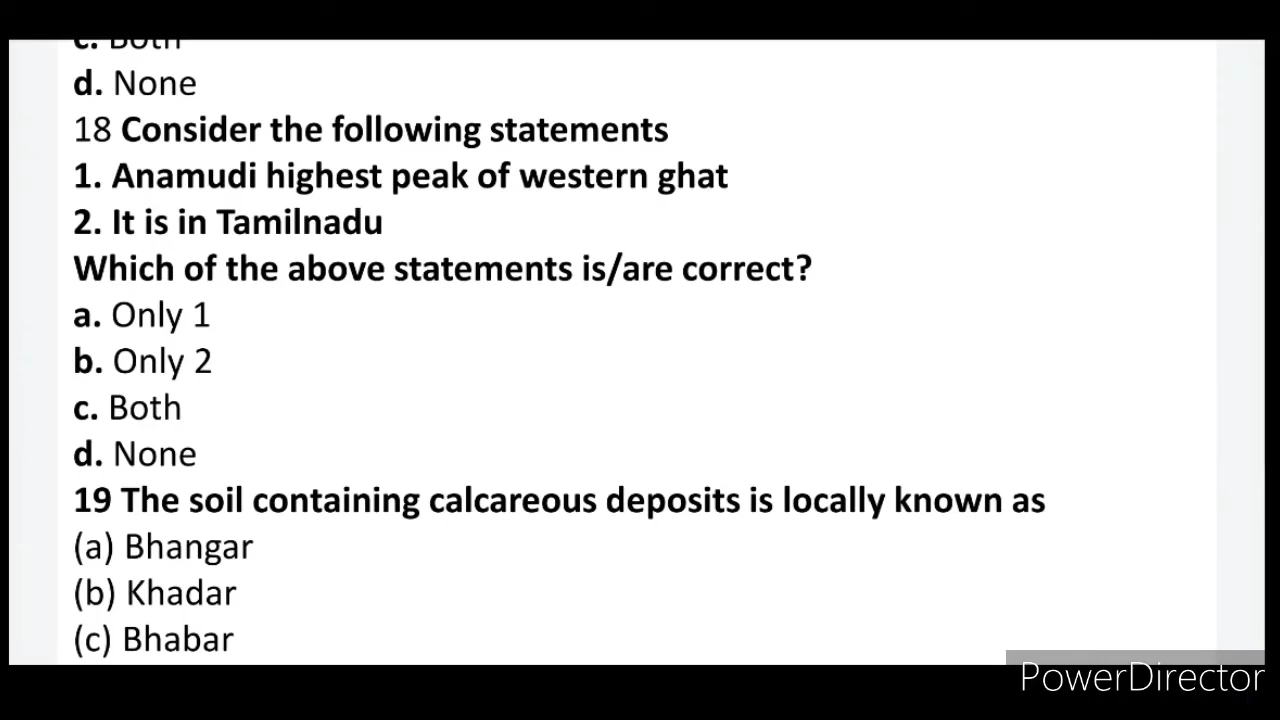 c. Both
d. None
18 Consider the following statements
1. Anamudi highest peak of western ghat
2. It is in Tamilnadu
Which of the above statements is/are correct?
a. Only 1
b. Only 2
c. Both
d. None
19 The soil containing calcareous deposits is locally known as
(a) Bhangar
(b) Khadar
(c) Bhabar
PowerDirector